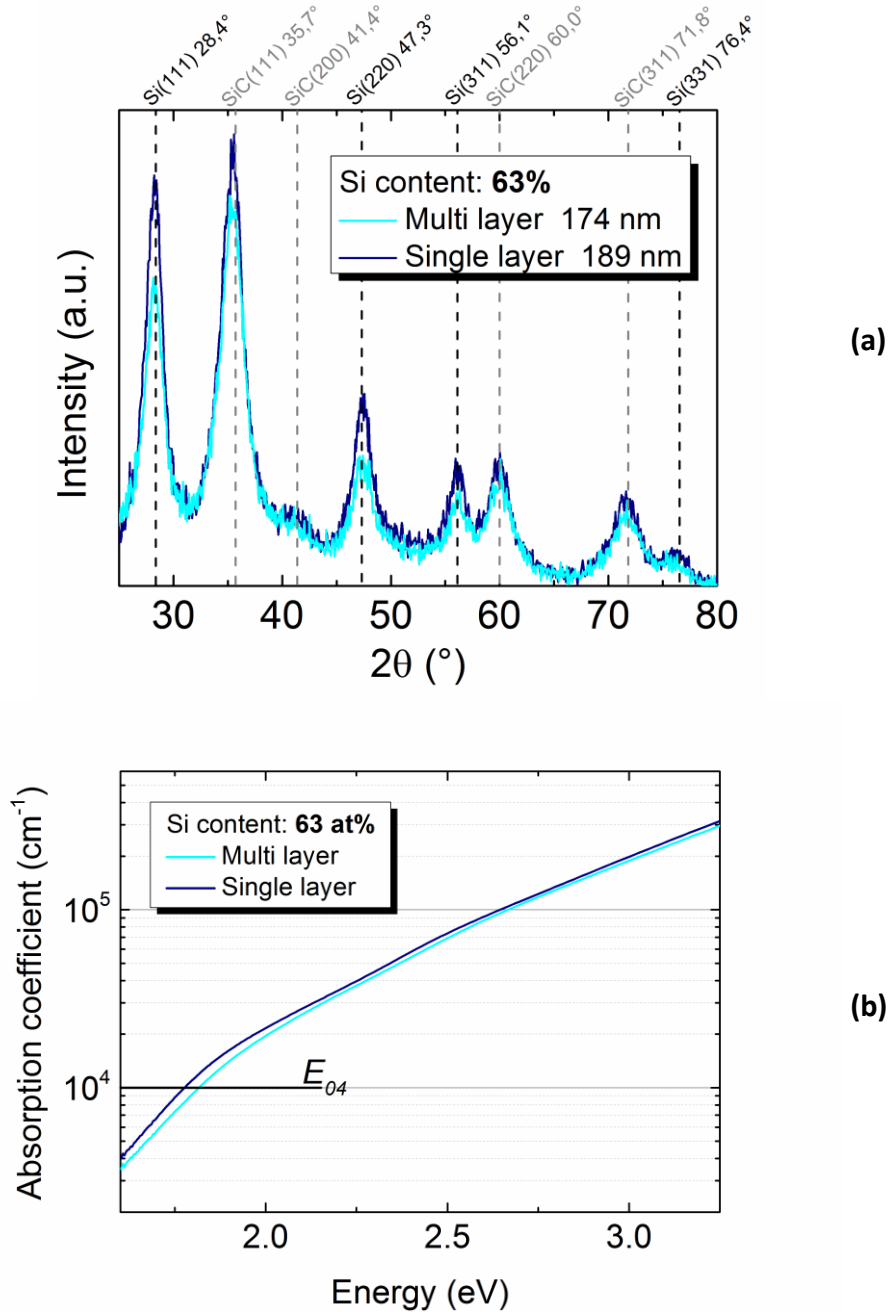 Si(111) 28,4°
SiC(111) 35,7°
SiC(200) 41,4°
Si(220) 47,3°
Si(311) 56,1°
SiC(220) 60,0°
SiC(311) 71,8°
Si(331) 76,4°
Intensity (a.u.)
Si content: 63%
Multi layer 174 nm
Single layer 189 nm
(a)
30 40 50 60 70 80
2θ (°)
Absorption coefficient (cm⁻¹)
Si content: 63 at%
Multi layer
Single layer
10⁵
(b)
E₀₄
10⁴
2.0 2.5 3.0
Energy (eV)